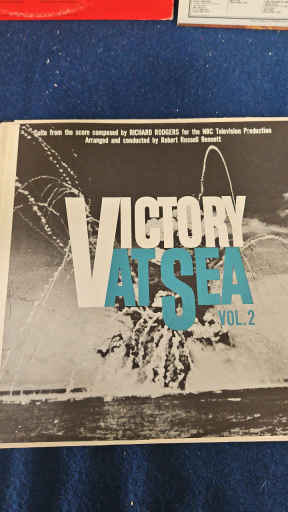 Suite from the score composed by RICHARD RODGERS for the NBC Television Production
Arranged and conducted by Robert Russell Bennett
VICTORY
AT SEA
VOL. 2